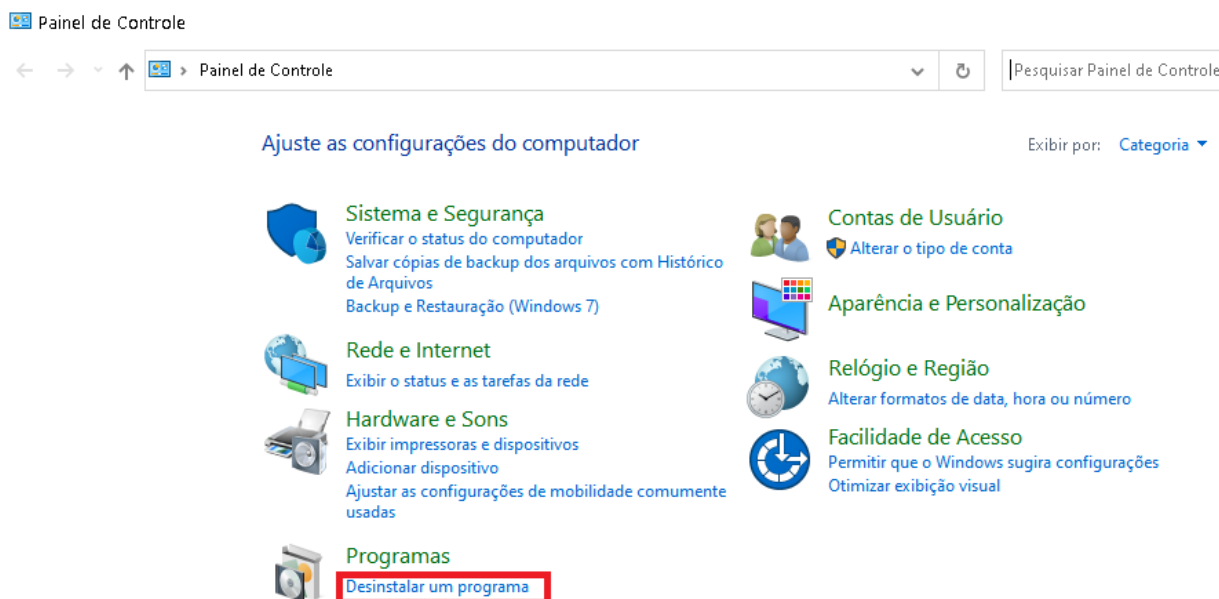 Painel de Controle
Painel de Controle
Pesquisar Painel de Controle
Ajuste as configurações do computador
Exibir por: Categoria
Sistema e Segurança
Verificar o status do computador
Salvar cópias de backup dos arquivos com Histórico
de Arquivos
Backup e Restauração (Windows 7)
Rede e Internet
Exibir o status e as tarefas da rede
Hardware e Sons
Exibir impressoras e dispositivos
Adicionar dispositivo
Ajustar as configurações de mobilidade comumente
usadas
Programas
Desinstalar um programa
Contas de Usuário
Alterar o tipo de conta
Aparência e Personalização
Relógio e Região
Alterar formatos de data, hora ou número
Facilidade de Acesso
Permitir que o Windows sugira configurações
Otimizar exibição visual